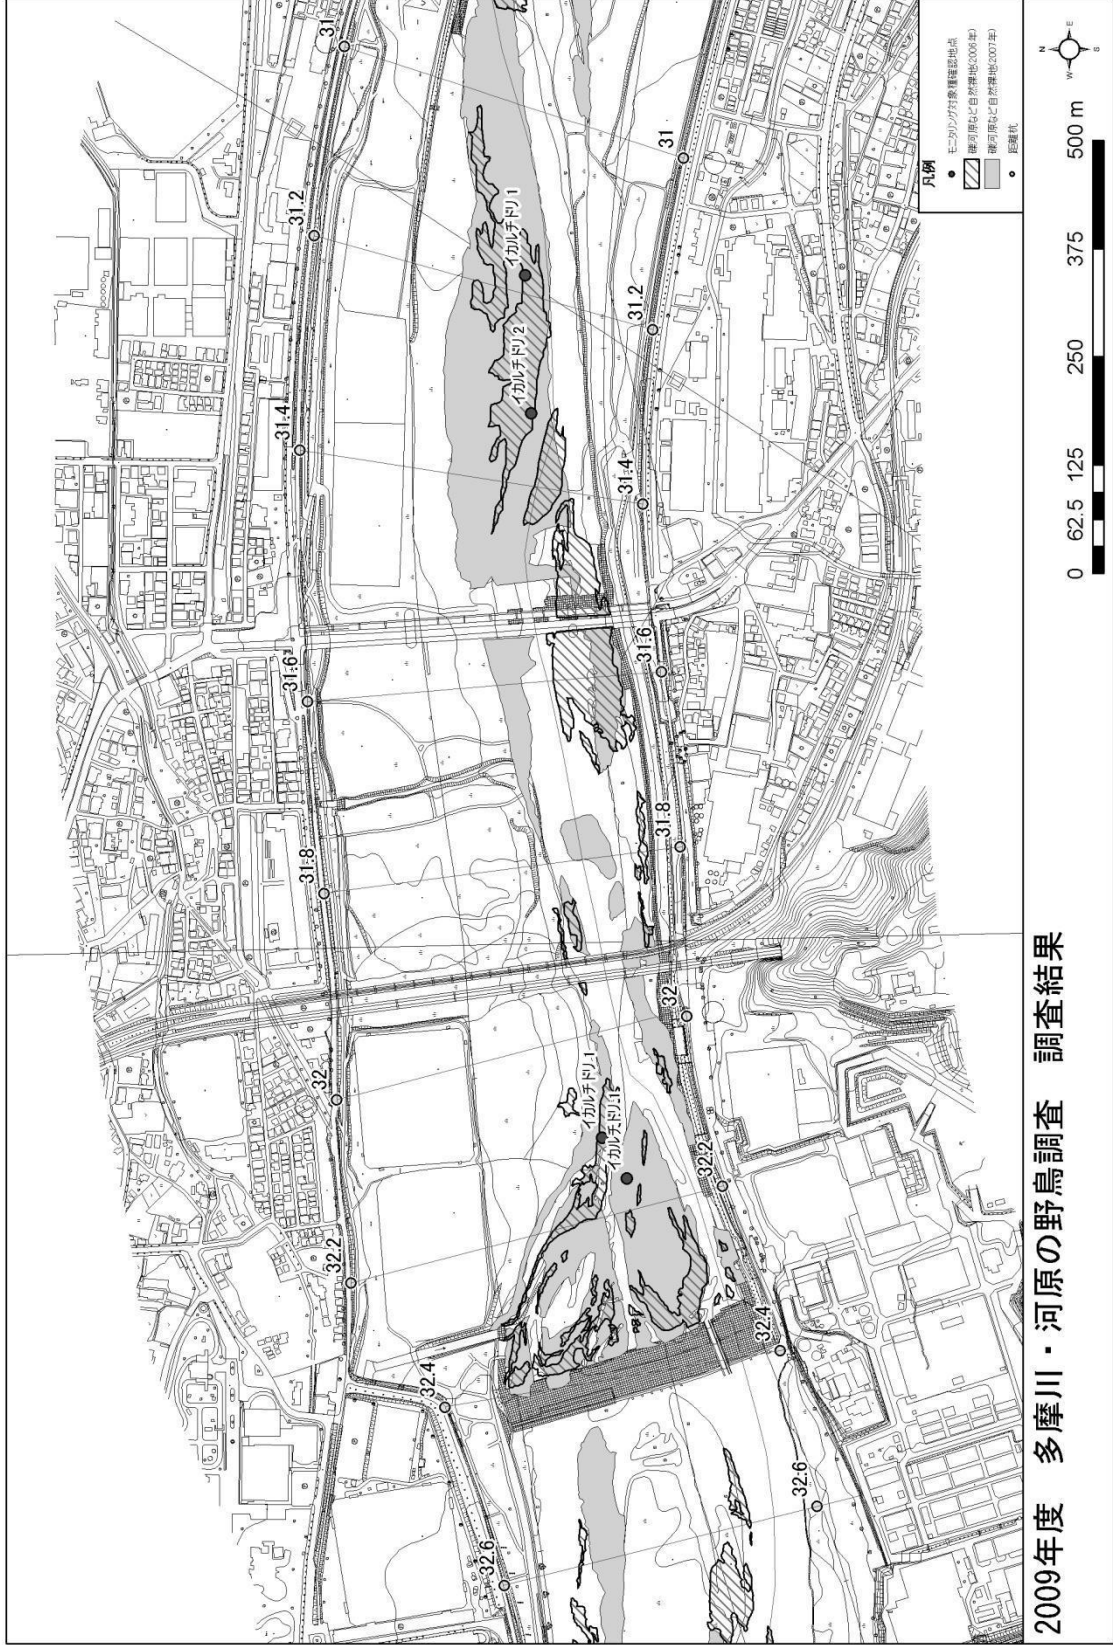 2009年度 多摩川・河原の野鳥調査 調査結果
凡例
モニタリング対象種確認地点
礫河原など自然裸地(2006年)
礫河原など自然裸地(2007年)
距離杭
N
W
E
S
0 62.5 125 250 375 500 m
32.6
32.4
32.2
32
31.8
31.6
31.4
31.2
31
イカルチドリ 1
イカルチドリ 1s
イカルチドリ 2
イカルチドリ 1
32.6
32.4
32.2
32
31.8
31.6
31.4
31.2
31